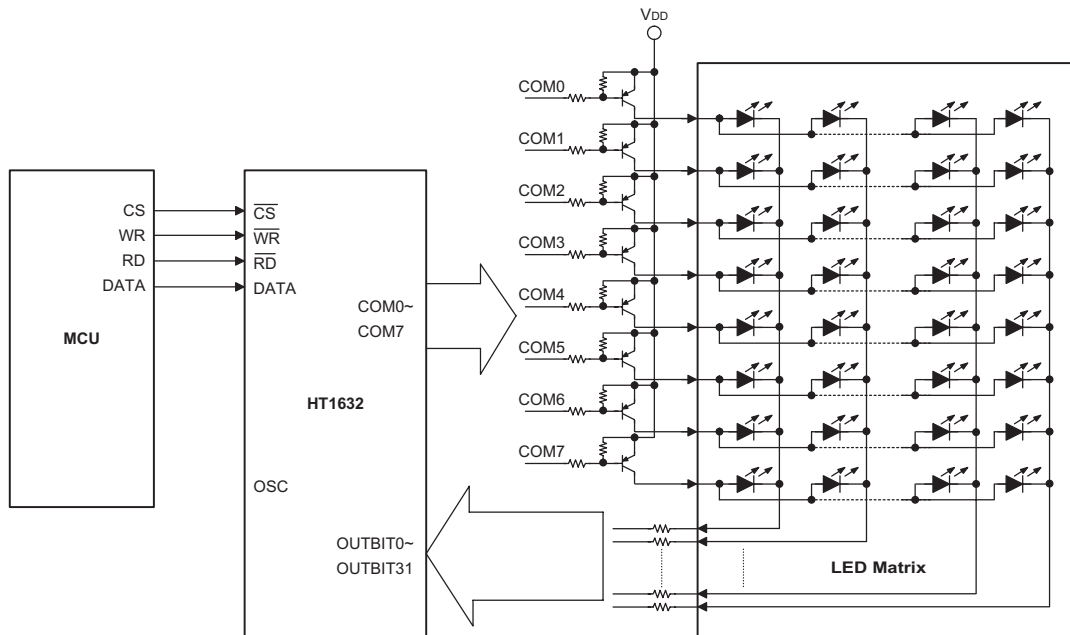 VDD
COM0
COM1
COM2
COM3
COM4
COM5
COM6
COM7
CS
WR
RD
DATA
MCU
CS
WR
RD
DATA
COM0~
COM7
HT1632
OSC
OUTBIT0~
OUTBIT31
LED Matrix